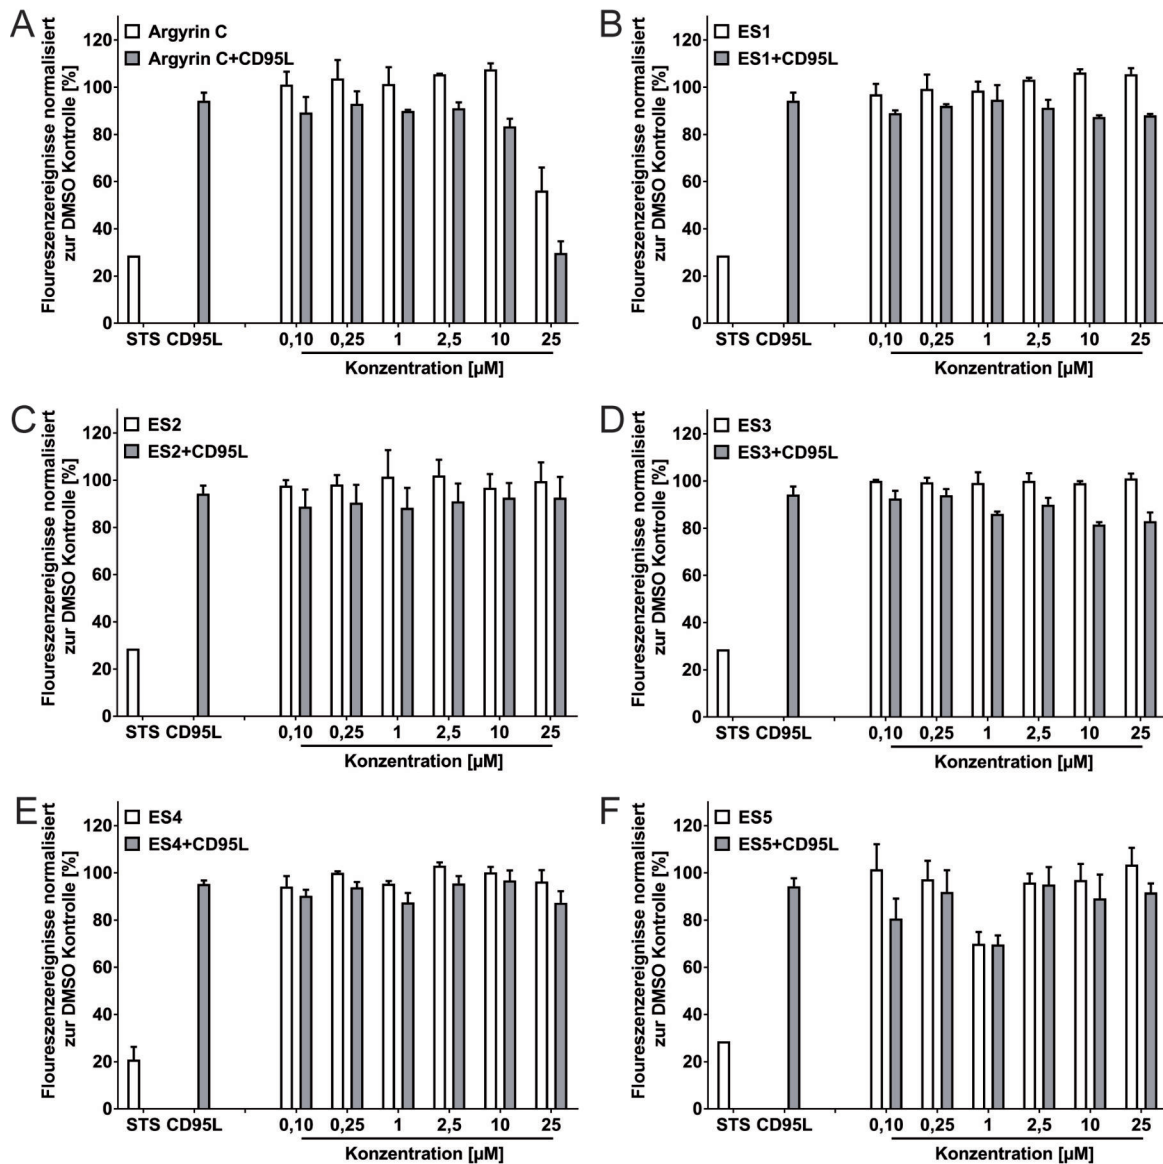 A
Floureszenzereignisse normalisiert
zur DMSO Kontrolle [%]
Argyrin C
Argyrin C+CD95L
120
100
80
60
40
20
0
STS CD95L 0,10 0,25 1 2,5 10 25
Konzentration [µM]
B
Floureszenzereignisse normalisiert
zur DMSO Kontrolle [%]
ES1
ES1+CD95L
120
100
80
60
40
20
0
STS CD95L 0,10 0,25 1 2,5 10 25
Konzentration [µM]
C
Floureszenzereignisse normalisiert
zur DMSO Kontrolle [%]
ES2
ES2+CD95L
120
100
80
60
40
20
0
STS CD95L 0,10 0,25 1 2,5 10 25
Konzentration [µM]
D
Floureszenzereignisse normalisiert
zur DMSO Kontrolle [%]
ES3
ES3+CD95L
120
100
80
60
40
20
0
STS CD95L 0,10 0,25 1 2,5 10 25
Konzentration [µM]
E
Floureszenzereignisse normalisiert
zur DMSO Kontrolle [%]
ES4
ES4+CD95L
120
100
80
60
40
20
0
STS CD95L 0,10 0,25 1 2,5 10 25
Konzentration [µM]
F
Floureszenzereignisse normalisiert
zur DMSO Kontrolle [%]
ES5
ES5+CD95L
120
100
80
60
40
20
0
STS CD95L 0,10 0,25 1 2,5 10 25
Konzentration [µM]